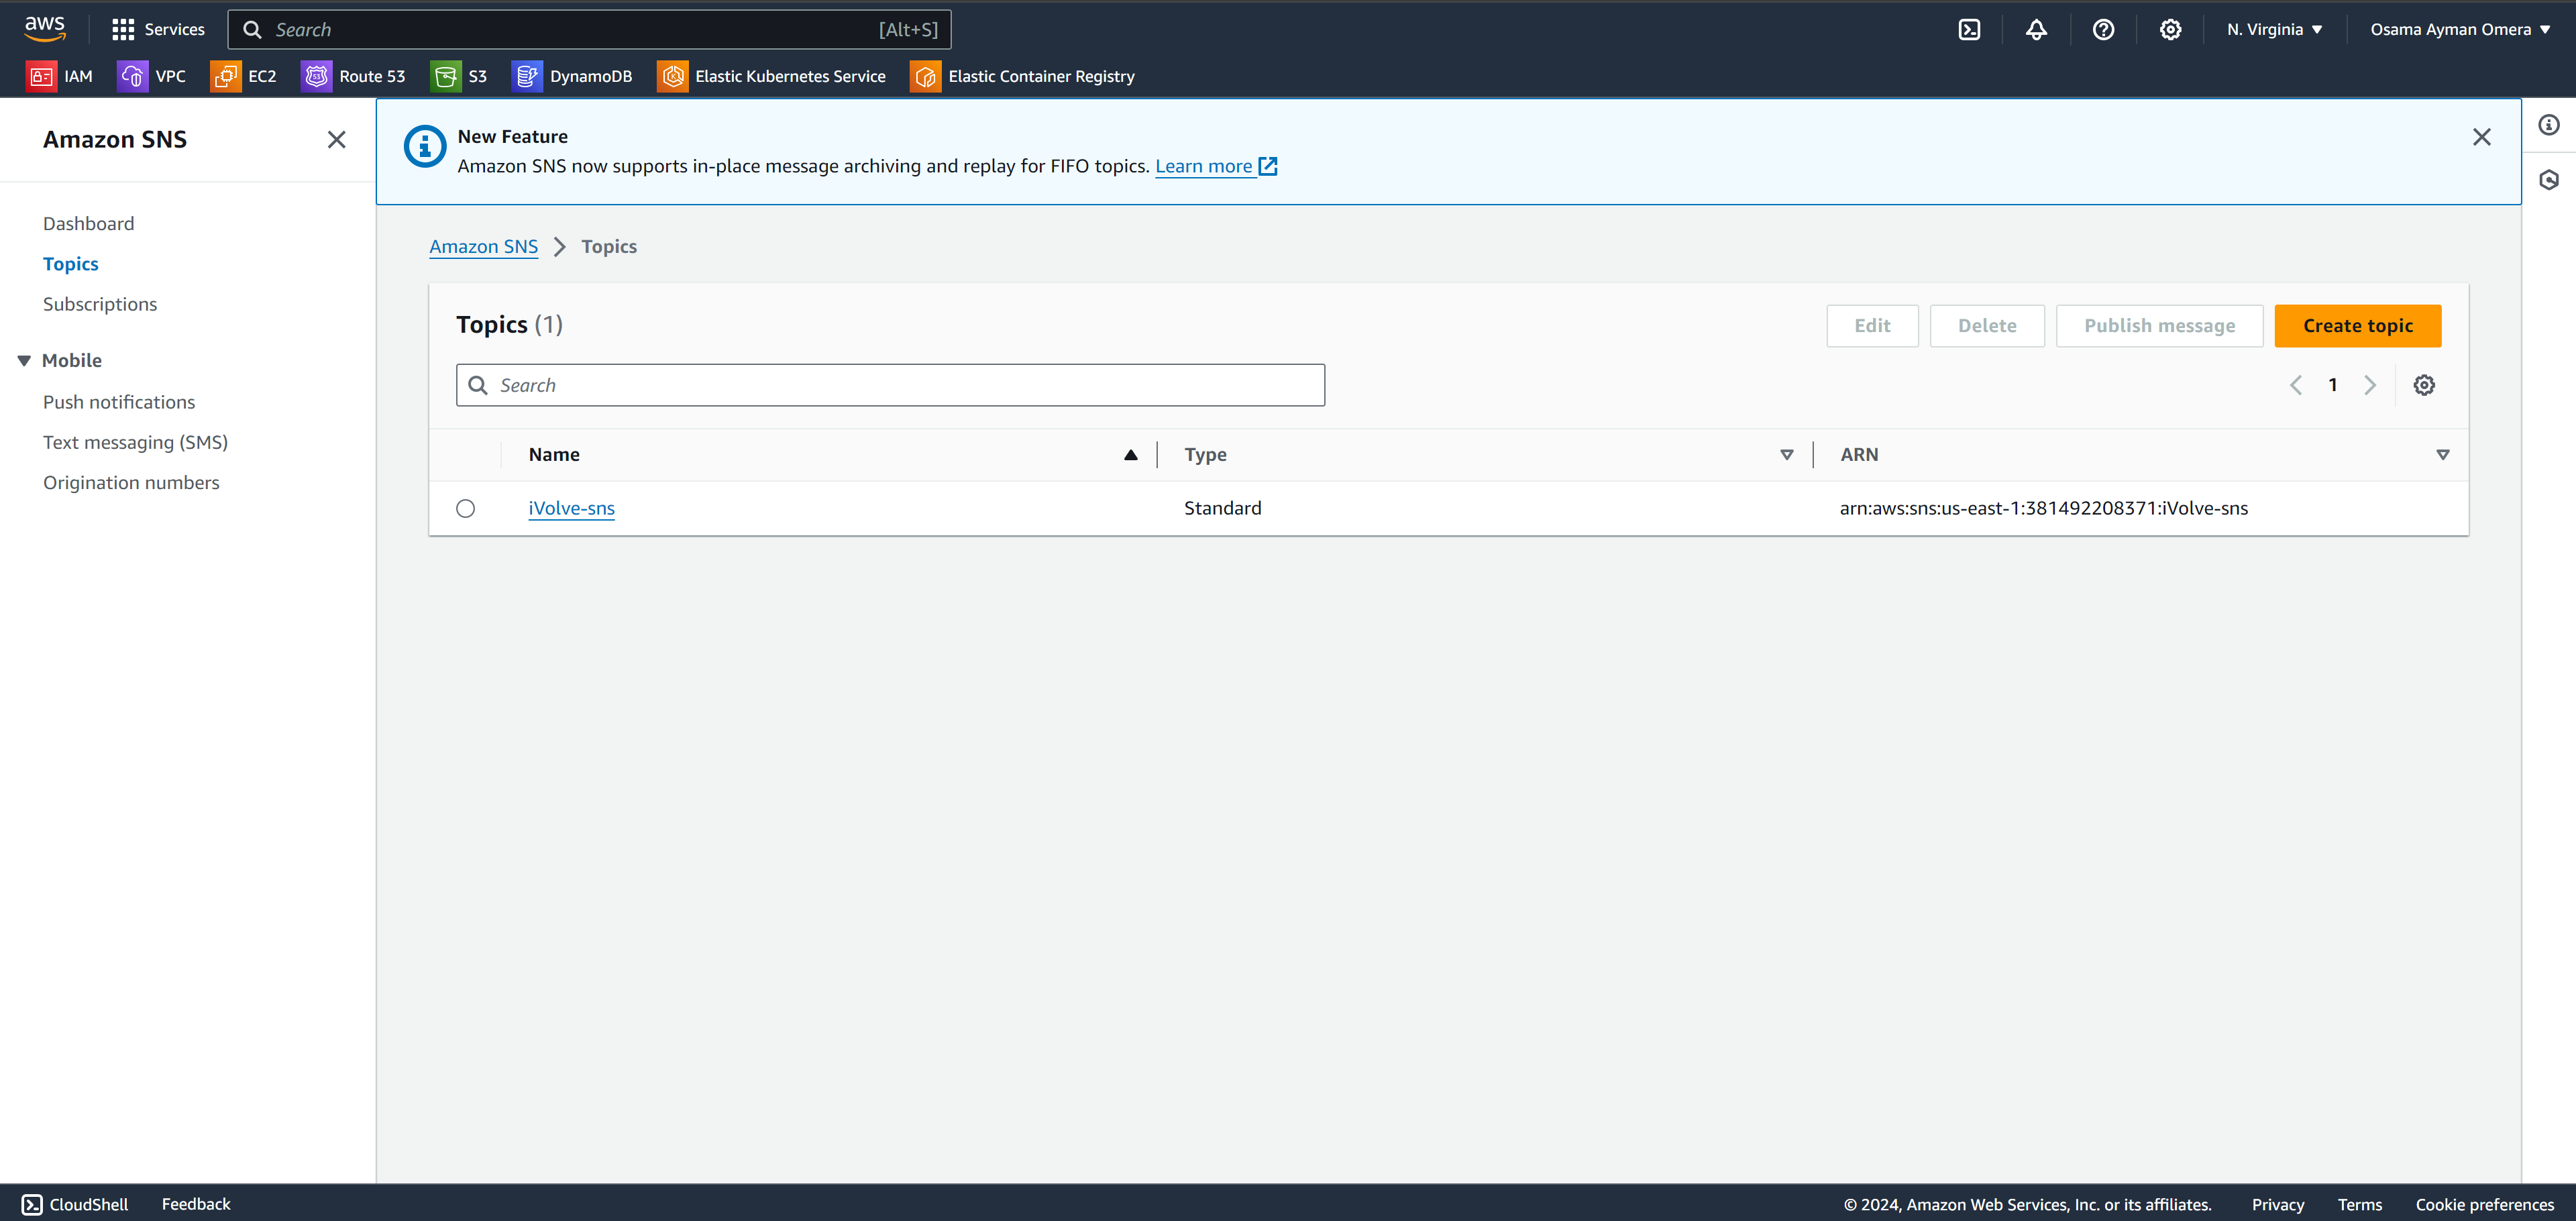 aws Services Search [Alt+S] N. Virginia Osama Ayman Omera
IAM VPC EC2 Route 53 S3 DynamoDB Elastic Kubernetes Service Elastic Container Registry
Amazon SNS
Dashboard
Topics
Subscriptions
Mobile
Push notifications
Text messaging (SMS)
Origination numbers
New Feature
Amazon SNS now supports in-place message archiving and replay for FIFO topics. Learn more
Amazon SNS Topics
Topics (1) Edit Delete Publish message Create topic
Search 1
Name Type ARN
iVolve-sns Standard arn:aws:sns:us-east-1:381492208371:iVolve-sns
CloudShell Feedback © 2024, Amazon Web Services, Inc. or its affiliates. Privacy Terms Cookie preferences